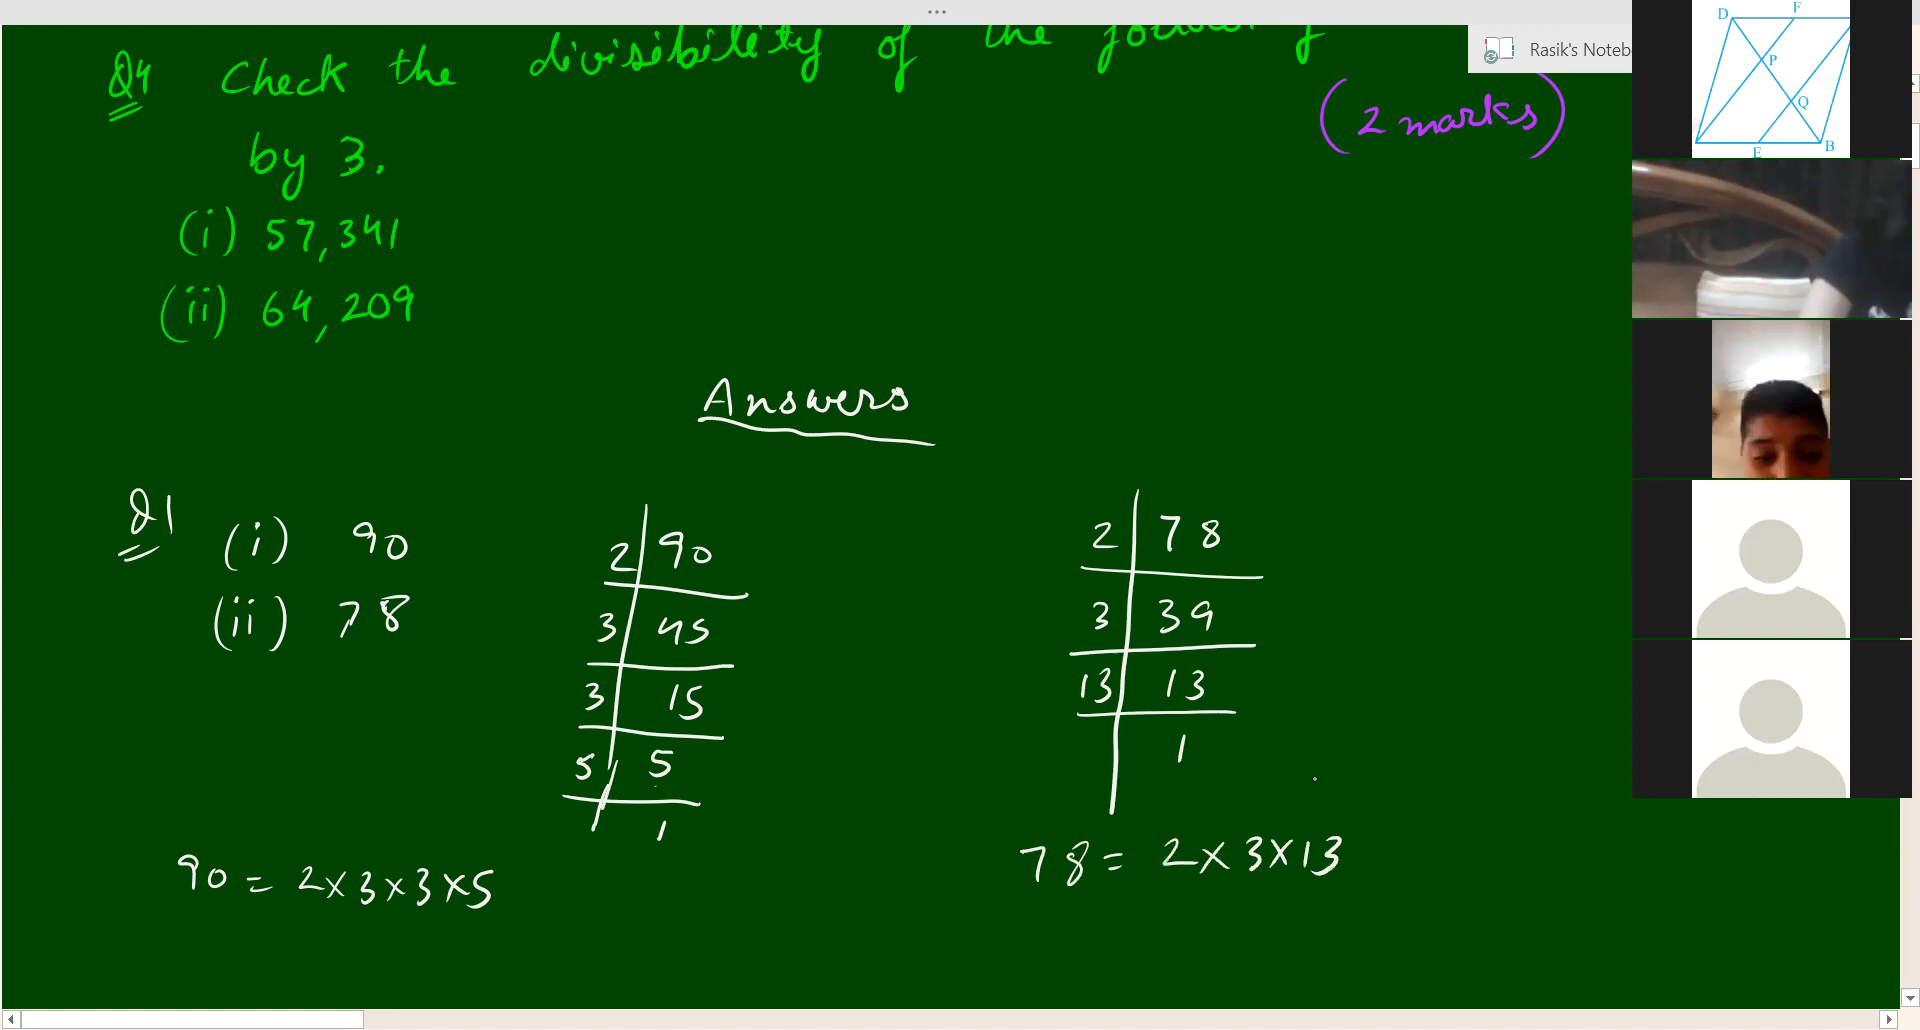 Q4 Check the divisibility of the following
(2 marks)
by 3.
(i) 57,341
(ii) 64,209
Answers
Q1 (i) 90
(ii) 78
2 | 90
3 | 45
3 | 15
5 | 5
1
90 = 2×3×3×5
2 | 78
3 | 39
13 | 13
1
78 = 2×3×13
Rasik's Noteb
D F
P
Q
E B